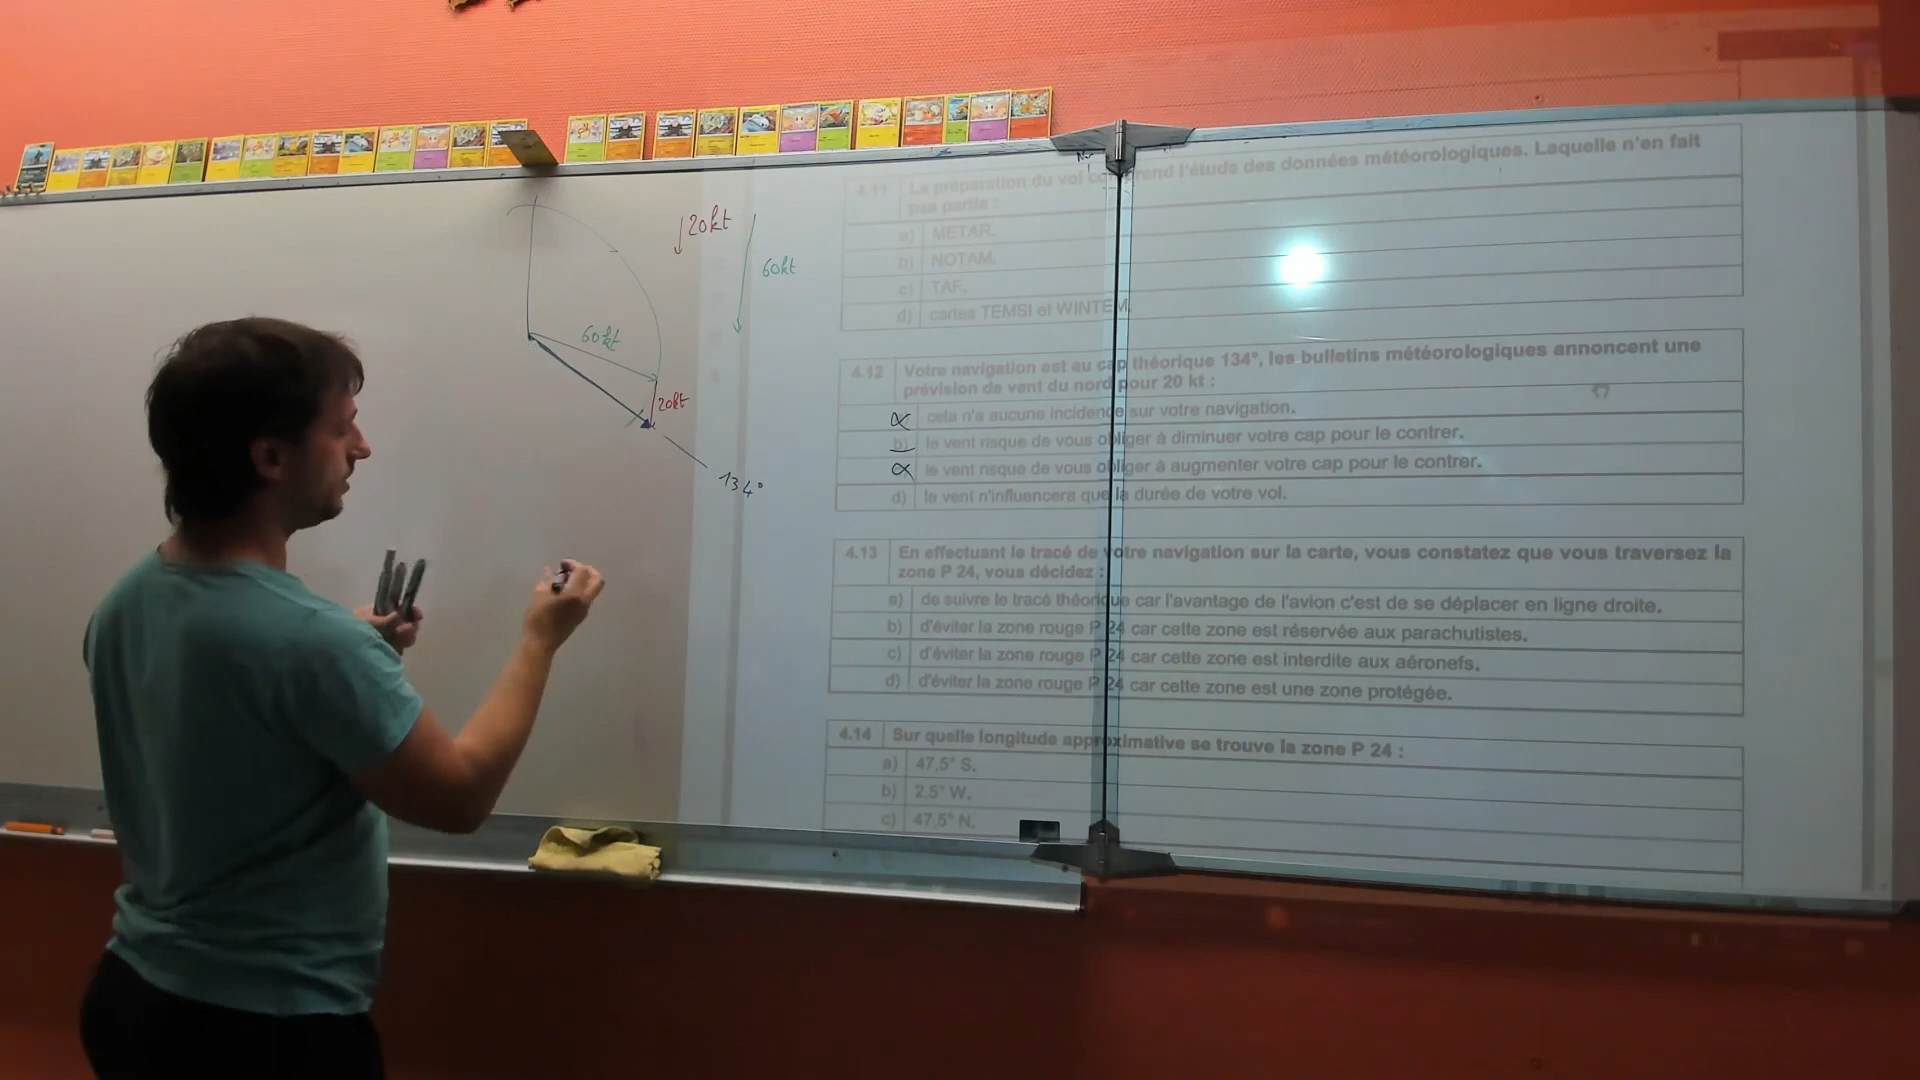 20kt
60kt
60kt
20kt
134°
4.11 La préparation du vol comprend l'étude des données météorologiques. Laquelle n'en fait
pas partie :
a) METAR.
b) NOTAM.
c) TAF.
d) cartes TEMSI et WINTEM.
4.12 Votre navigation est au cap théorique 134°, les bulletins météorologiques annoncent une
prévision de vent du nord pour 20 kt :
cela n'a aucune incidence sur votre navigation.
b) le vent risque de vous obliger à diminuer votre cap pour le contrer.
le vent risque de vous obliger à augmenter votre cap pour le contrer.
d) le vent n'influencera que la durée de votre vol.
4.13 En effectuant le tracé de votre navigation sur la carte, vous constatez que vous traversez la
zone P 24, vous décidez :
a) de suivre le tracé théorique car l'avantage de l'avion c'est de se déplacer en ligne droite.
b) d'éviter la zone rouge P 24 car cette zone est réservée aux parachutistes.
c) d'éviter la zone rouge P 24 car cette zone est interdite aux aéronefs.
d) d'éviter la zone rouge P 24 car cette zone est une zone protégée.
4.14 Sur quelle longitude approximative se trouve la zone P 24 :
a) 47,5° S.
b) 2,5° W.
c) 47,5° N.